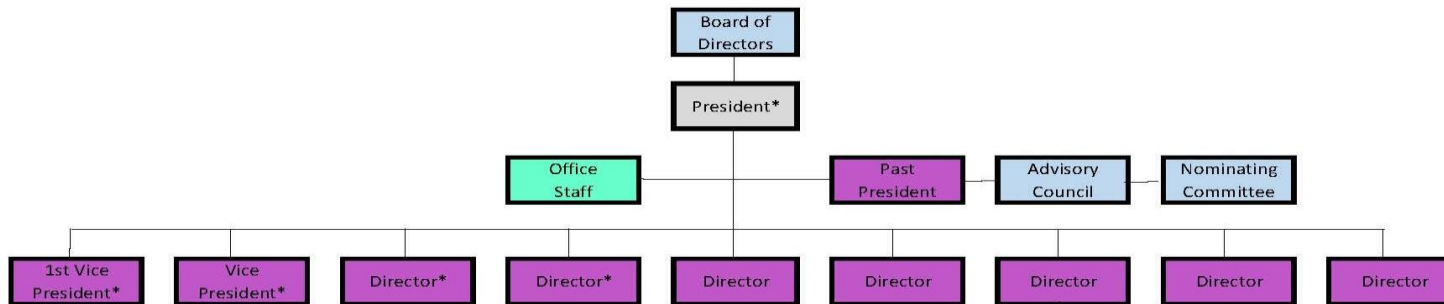 Board of
Directors
President*
Office
Staff
Past
President
Advisory
Council
Nominating
Committee
1st Vice
President*
Vice
President*
Director*
Director*
Director
Director
Director
Director
Director